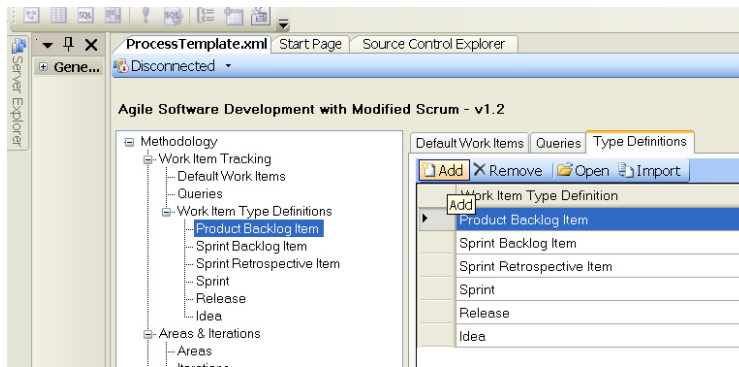 SQL
SQL
ProcessTemplate.xml Start Page Source Control Explorer
Server Explorer
Gene... Disconnected
Agile Software Development with Modified Scrum - v1.2
Methodology
Work Item Tracking
Default Work Items
Queries
Work Item Type Definitions
Product Backlog Item
Sprint Backlog Item
Sprint Retrospective Item
Sprint
Release
Idea
Areas & Iterations
Areas
Iterations
Default Work Items Queries Type Definitions
Add Remove Open Import
Work Item Type Definition
Add
Product Backlog Item
Sprint Backlog Item
Sprint Retrospective Item
Sprint
Release
Idea